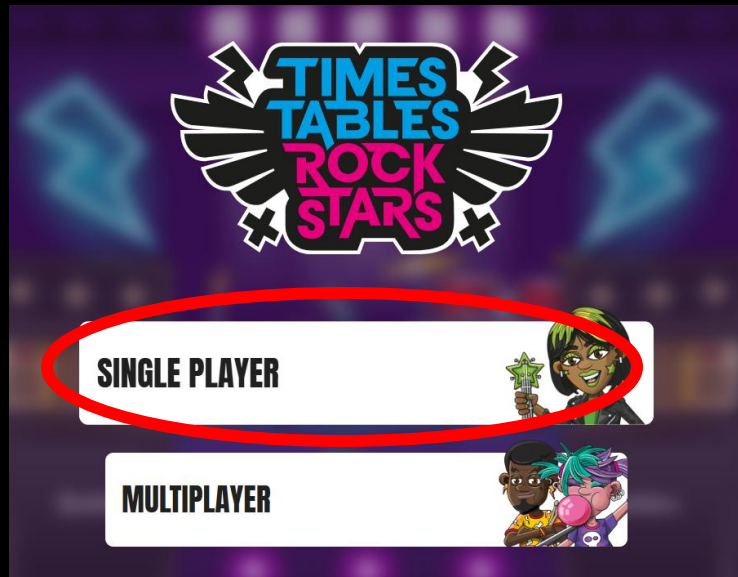 TIMES
TABLES
ROCK
STARS
SINGLE PLAYER
MULTIPLAYER